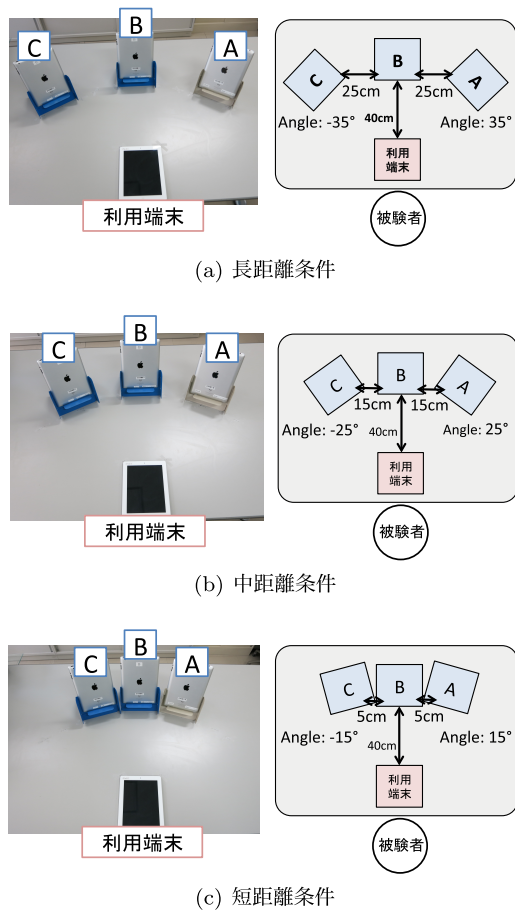 C
B
A
利用端末
B
C
A
25cm
25cm
40cm
Angle: -35°
Angle: 35°
利用
端末
被験者
(a) 長距離条件
C
B
A
利用端末
B
C
A
15cm
15cm
Angle: -25°
40cm
Angle: 25°
利用
端末
被験者
(b) 中距離条件
C
B
A
利用端末
C
B
A
5cm
5cm
Angle: -15°
40cm
Angle: 15°
利用
端末
被験者
(c) 短距離条件